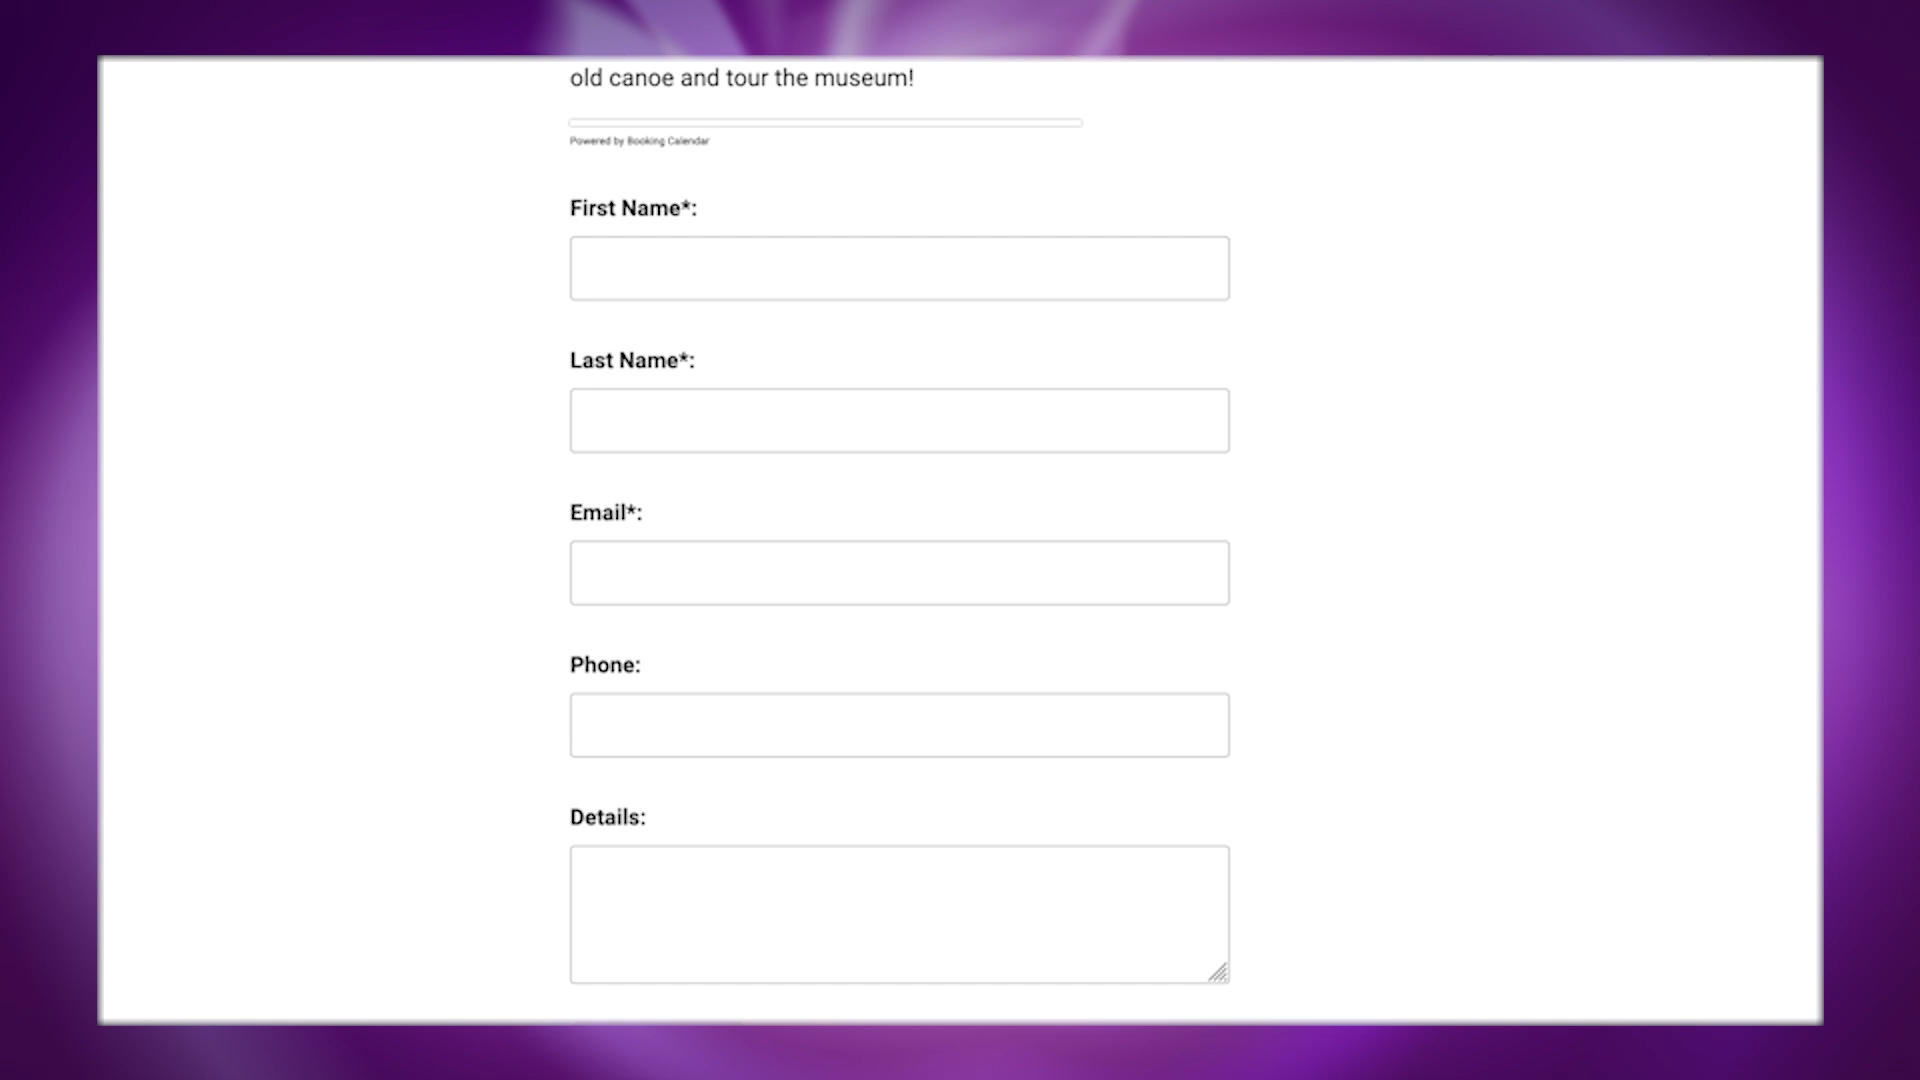 old canoe and tour the museum!
Powered by Booking Calendar
First Name*:
Last Name*:
Email*:
Phone:
Details: